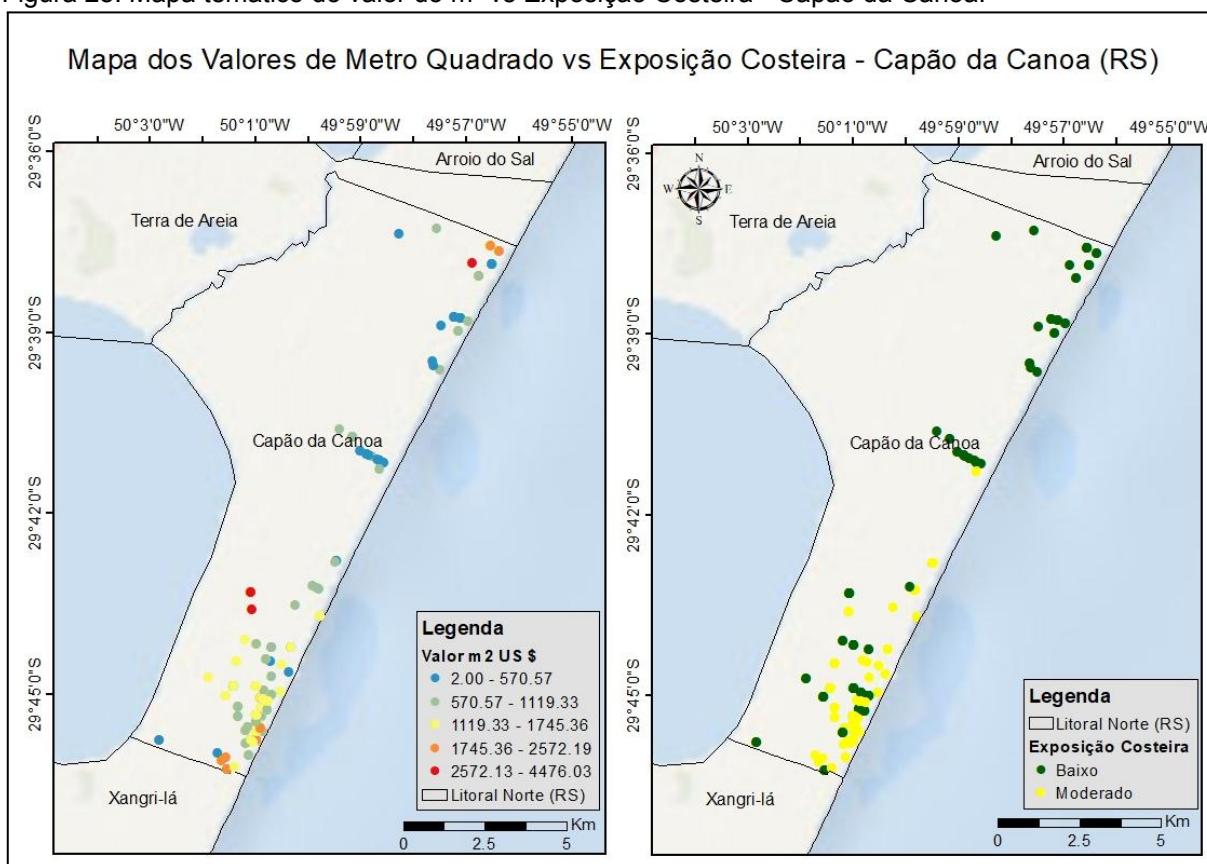 Figura 25. Mapa temático do valor de m² vs Exposição Costeira - Capão da Canoa.
Mapa dos Valores de Metro Quadrado vs Exposição Costeira - Capão da Canoa (RS)
50°3'0"W 50°1'0"W 49°59'0"W 49°57'0"W 49°55'0"W
29°36'0"S
29°39'0"S
29°42'0"S
29°45'0"S
Arroio do Sal
Terra de Areia
Capão da Canoa
Xangri-lá
Legenda
Valor m2 US $
2.00 - 570.57
570.57 - 1119.33
1119.33 - 1745.36
1745.36 - 2572.19
2572.13 - 4476.03
Litoral Norte (RS)
Km
0 2.5 5
50°3'0"W 50°1'0"W 49°59'0"W 49°57'0"W 49°55'0"W
29°36'0"S
29°39'0"S
29°42'0"S
29°45'0"S
N
W E
S
Arroio do Sal
Terra de Areia
Capão da Canoa
Xangri-lá
Legenda
Litoral Norte (RS)
Exposição Costeira
Baixo
Moderado
Km
0 2.5 5